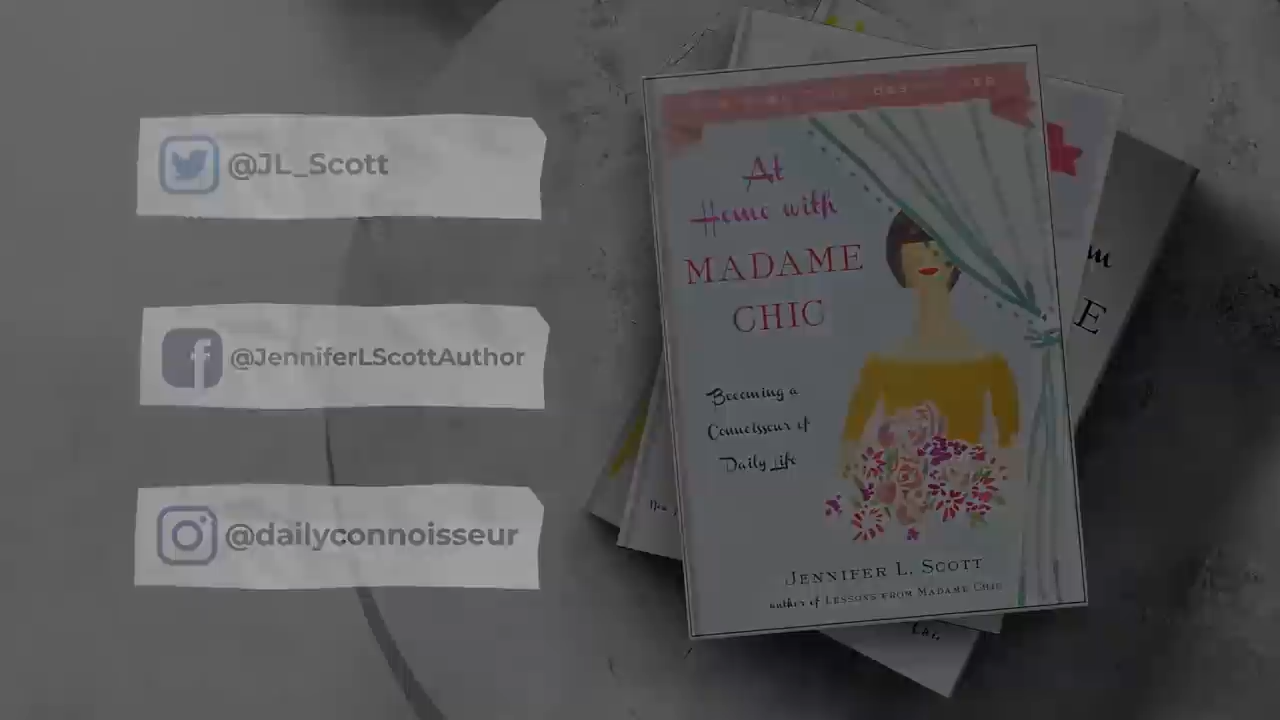 @JL_Scott
@JenniferLScottAuthor
@dailyconnoisseur
At
Home with
MADAME
CHIC
Becoming a
Connoisseur of
Daily Life
JENNIFER L. SCOTT
author of LESSONS FROM MADAME CHIC
E